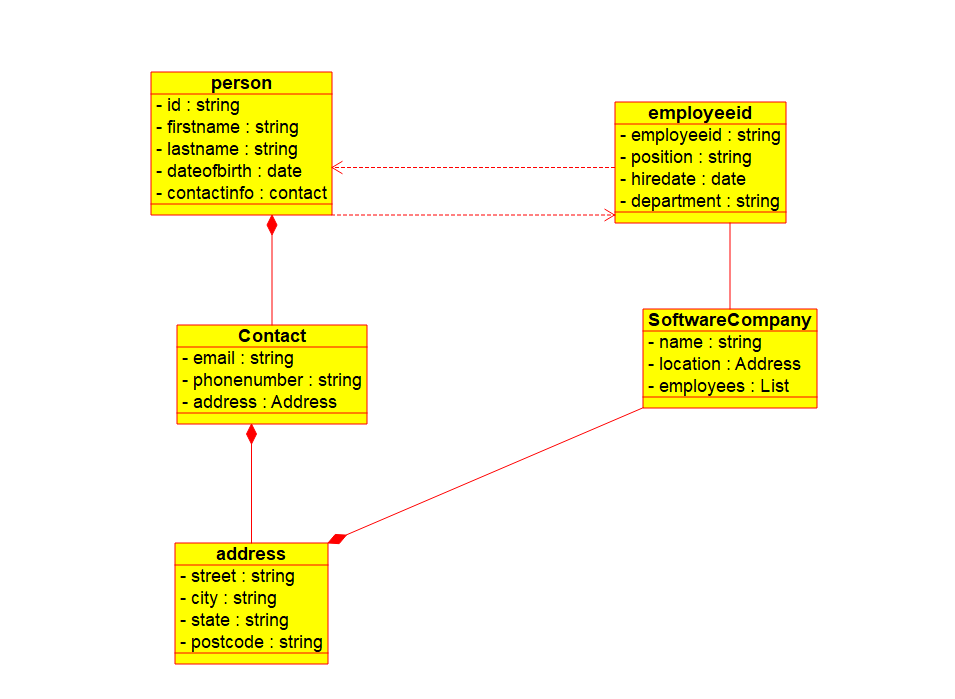 person
- id : string
- firstname : string
- lastname : string
- dateofbirth : date
- contactinfo : contact
employeeid
- employeeid : string
- position : string
- hiredate : date
- department : string
Contact
- email : string
- phonenumber : string
- address : Address
SoftwareCompany
- name : string
- location : Address
- employees : List
address
- street : string
- city : string
- state : string
- postcode : string